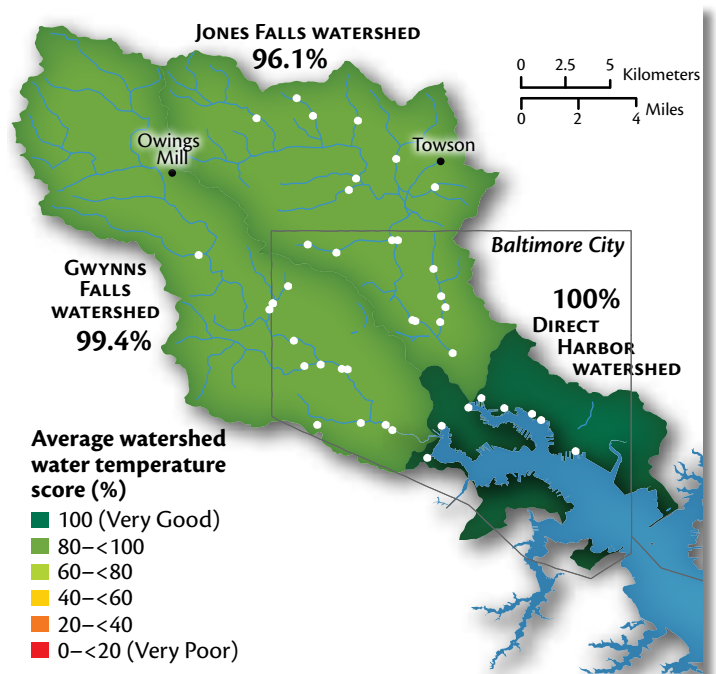 JONES FALLS WATERSHED
96.1%
0 2.5 5 Kilometers
0 2 4 Miles
Owings
Mill
Towson
Baltimore City
GWYNNS
FALLS
WATERSHED
99.4%
100%
DIRECT
HARBOR
WATERSHED
Average watershed
water temperature
score (%)
100 (Very Good)
80–<100
60–<80
40–<60
20–<40
0–<20 (Very Poor)